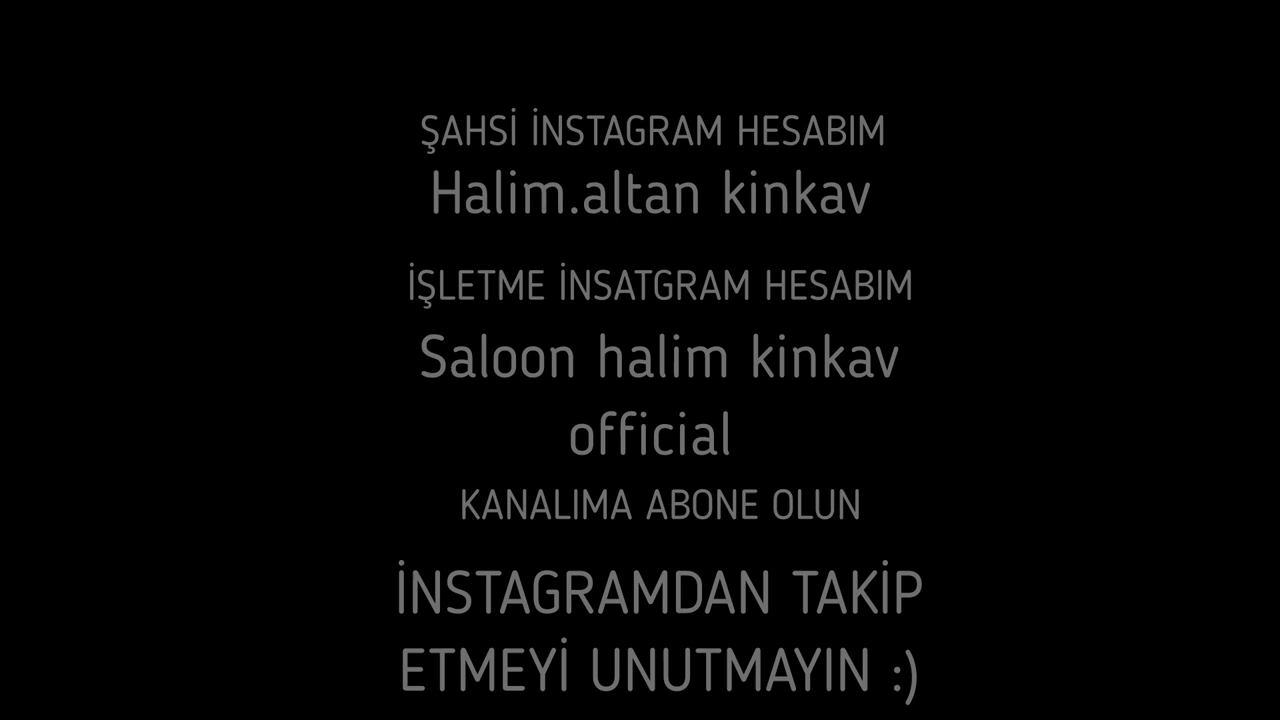 ŞAHSİ İNSTAGRAM HESABIM
Halim.altan kinkav
İŞLETME İNSATGRAM HESABIM
Saloon halim kinkav
official
KANALIMA ABONE OLUN
İNSTAGRAMDAN TAKİP
ETMEYİ UNUTMAYIN :)